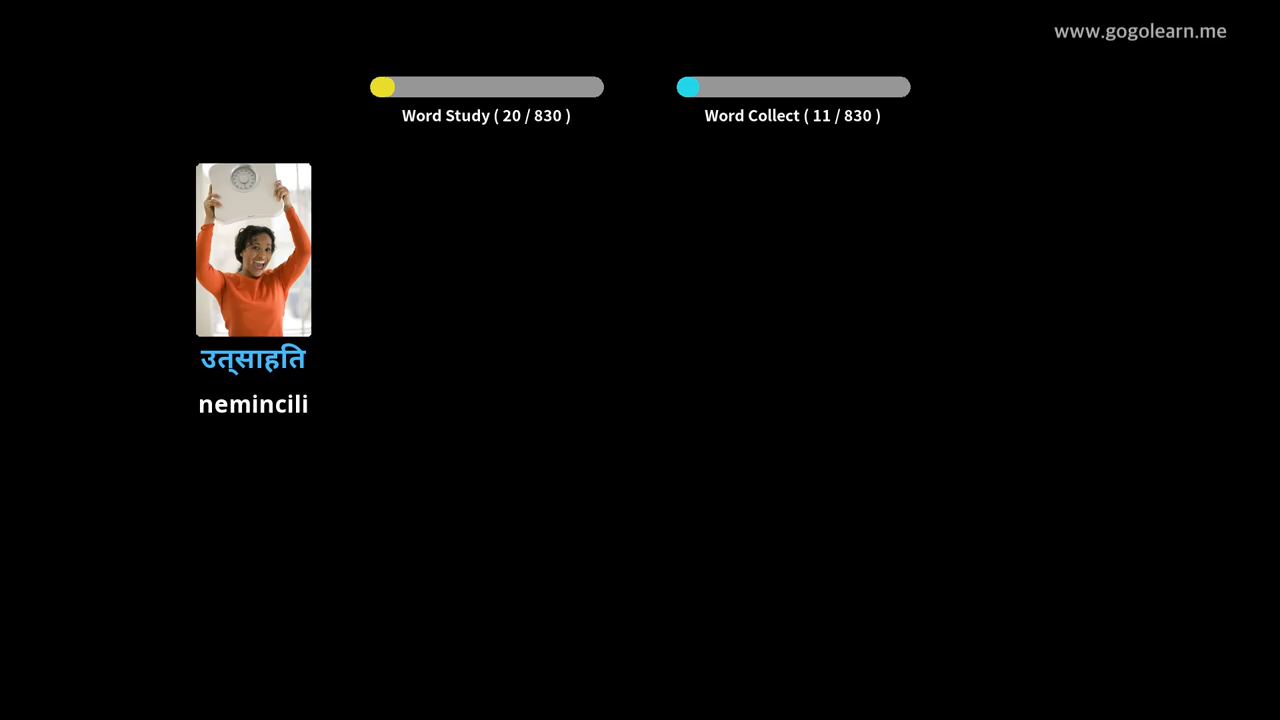 www.gogolearn.me
Word Study ( 20 / 830 )
Word Collect ( 11 / 830 )
उत्साहति
nemincili